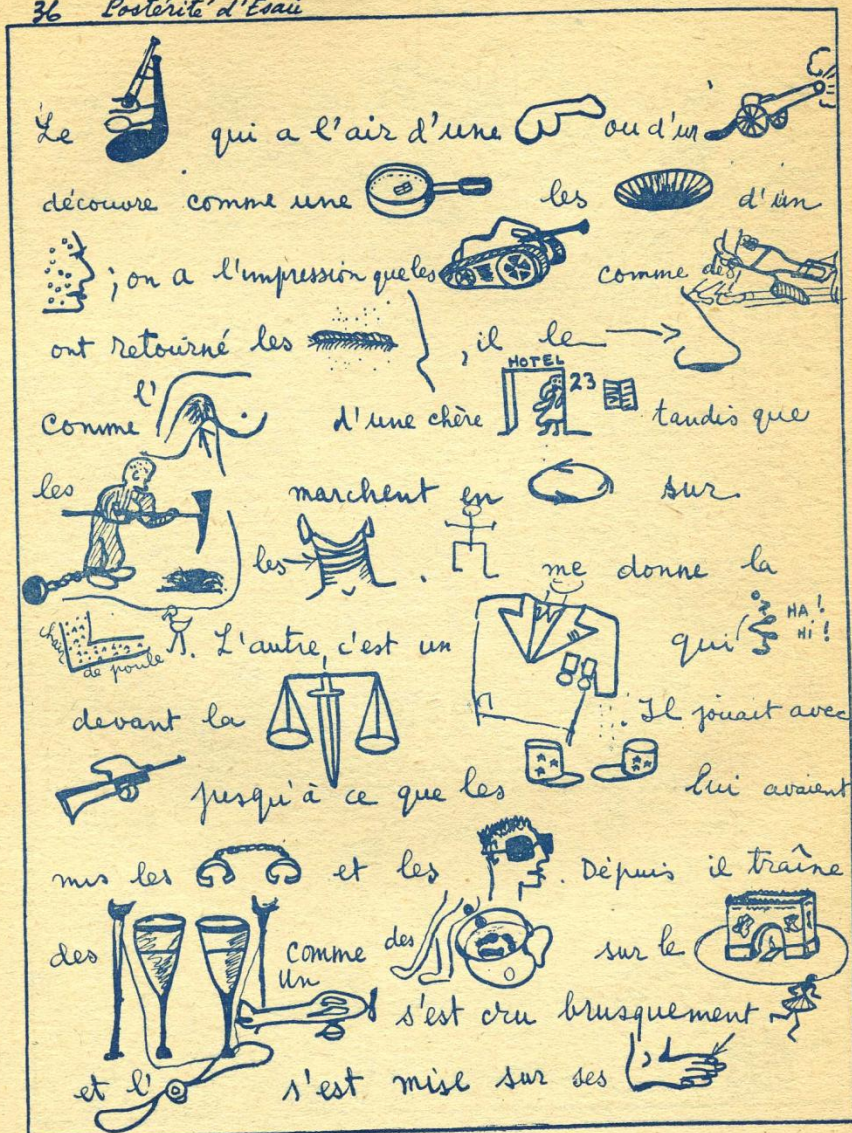 36 Postérité d'Esaü
Le qui a l'air d'une ou d'un
découvre comme une les d'un
; on a l'impression que les comme des
ont retourné les , il le
HOTEL
comme l' d'une chère 23 tandis que
les marchent en sur
les . me donne la
chair de poule . L'autre, c'est un qui HA! HI!
devant la . Il jouait avec
jusqu'à ce que les lui avaient
mis les et les . Dépuis il traîne
des comme des sur le
un s'est cru brusquement
et l' s'est mise sur ses